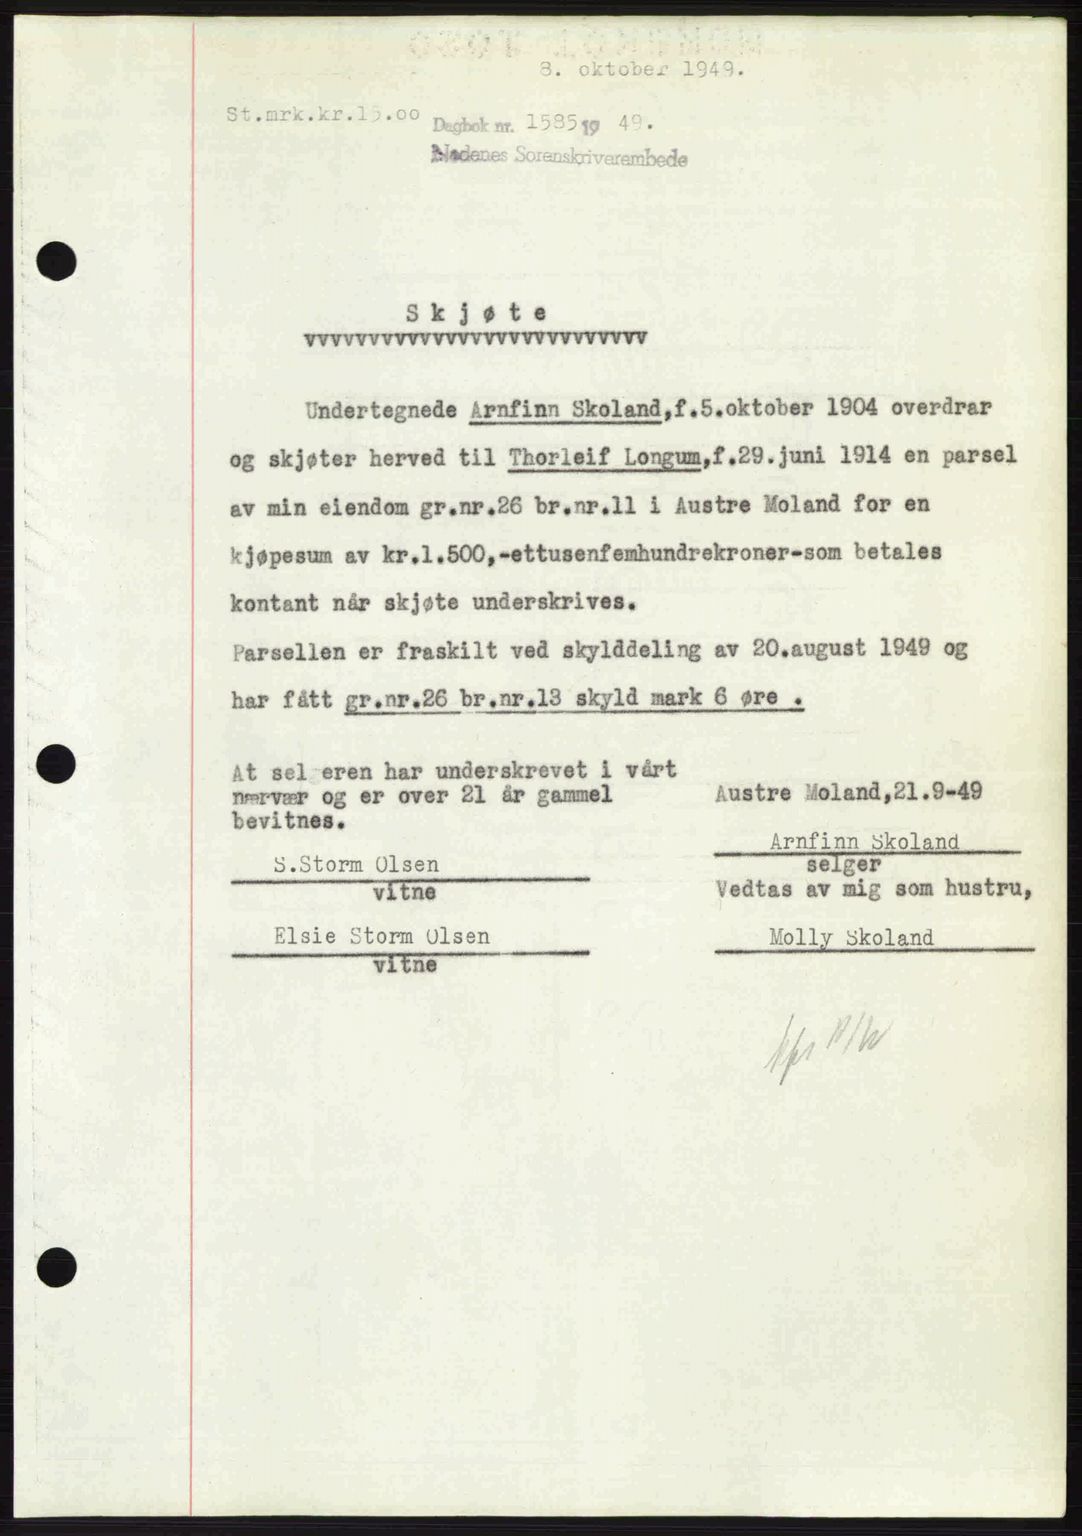 8. oktober 1949.
St.mrk.kr.15.00 Dagbok nr. 1585 19 49.
Nedenes Sorenskriverembede
Skjøte
vvvvvvvvvvvvvvvvvvvvvvvvvvv
Undertegnede Arnfinn Skoland,f.5.oktober 1904 overdrar
og skjøter herved til Thorleif Longum,f.29.juni 1914 en parsel
av min eiendom gr.nr.26 br.nr.11 i Austre Moland for en
kjøpesum av kr.1.500,-ettusenfemhundrekroner-som betales
kontant når skjøte underskrives.
Parsellen er fraskilt ved skylddeling av 20.august 1949 og
har fått gr.nr.26 br.nr.13 skyld mark 6 øre .
At sel eren har underskrevet i vårt
nærvær og er over 21 år gammel
bevitnes.
Austre Moland,21.9-49
Arnfinn Skoland
selger
S.Storm Olsen
vitne
Vedtas av mig som hustru,
Elsie Storm Olsen
vitne
Molly Skoland